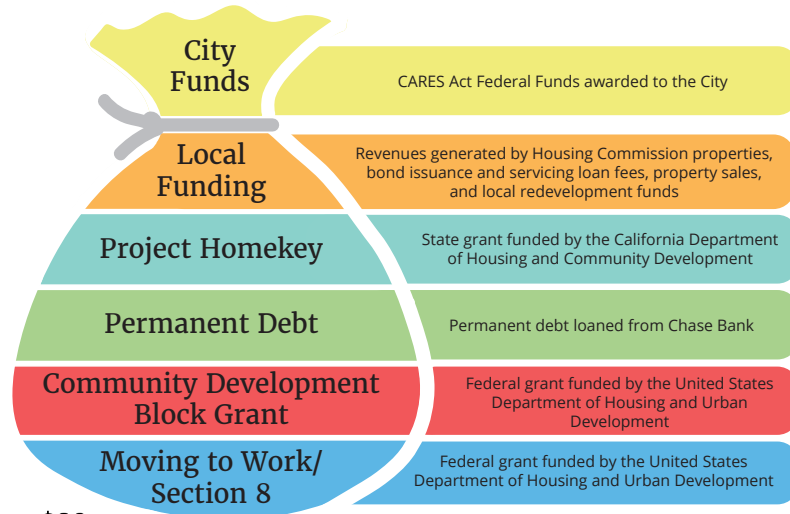 City
Funds
CARES Act Federal Funds awarded to the City
Local
Funding
Revenues generated by Housing Commission properties,
bond issuance and servicing loan fees, property sales,
and local redevelopment funds
Project Homekey
State grant funded by the California Department
of Housing and Community Development
Permanent Debt
Permanent debt loaned from Chase Bank
Community Development
Block Grant
Federal grant funded by the United States
Department of Housing and Urban
Development
Moving to Work/
Section 8
Federal grant funded by the United States
Department of Housing and Urban Development